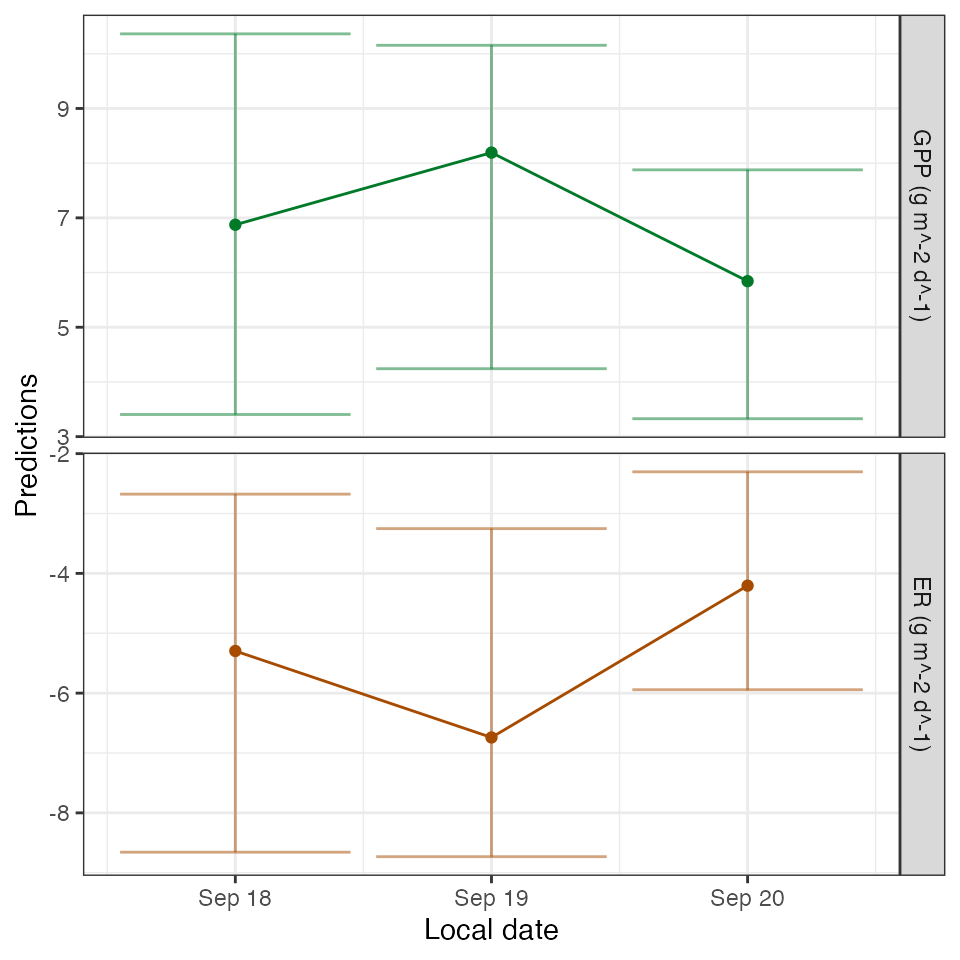 9
7
5
3
GPP (g m^-2 d^-1)
Predictions
-2
-4
-6
-8
ER (g m^-2 d^-1)
Sep 18
Sep 19
Sep 20
Local date